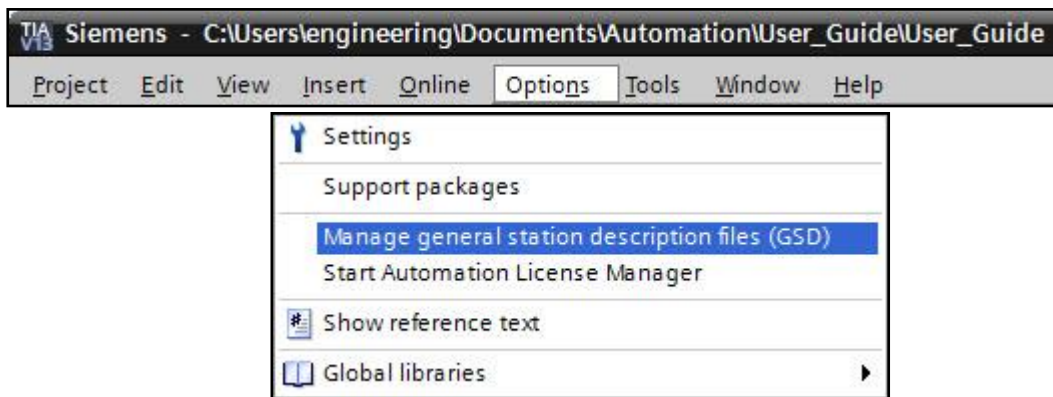 TIA V13 Siemens - C:\Users\engineering\Documents\Automation\User_Guide\User_Guide
Project Edit View Insert Online Options Tools Window Help
Settings
Support packages
Manage general station description files (GSD)
Start Automation License Manager
Show reference text
Global libraries